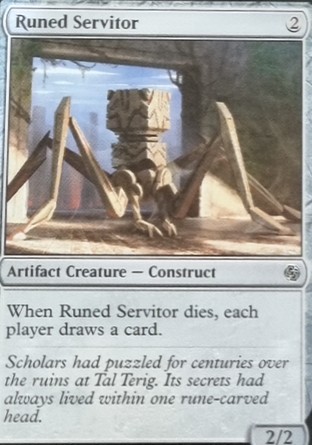 Runed Servitor 2
Artifact Creature — Construct
When Runed Servitor dies, each
player draws a card.
Scholars had puzzled for centuries over
the ruins at Tal Terig. Its secrets had
always lived within one rune-carved
head.
2/2